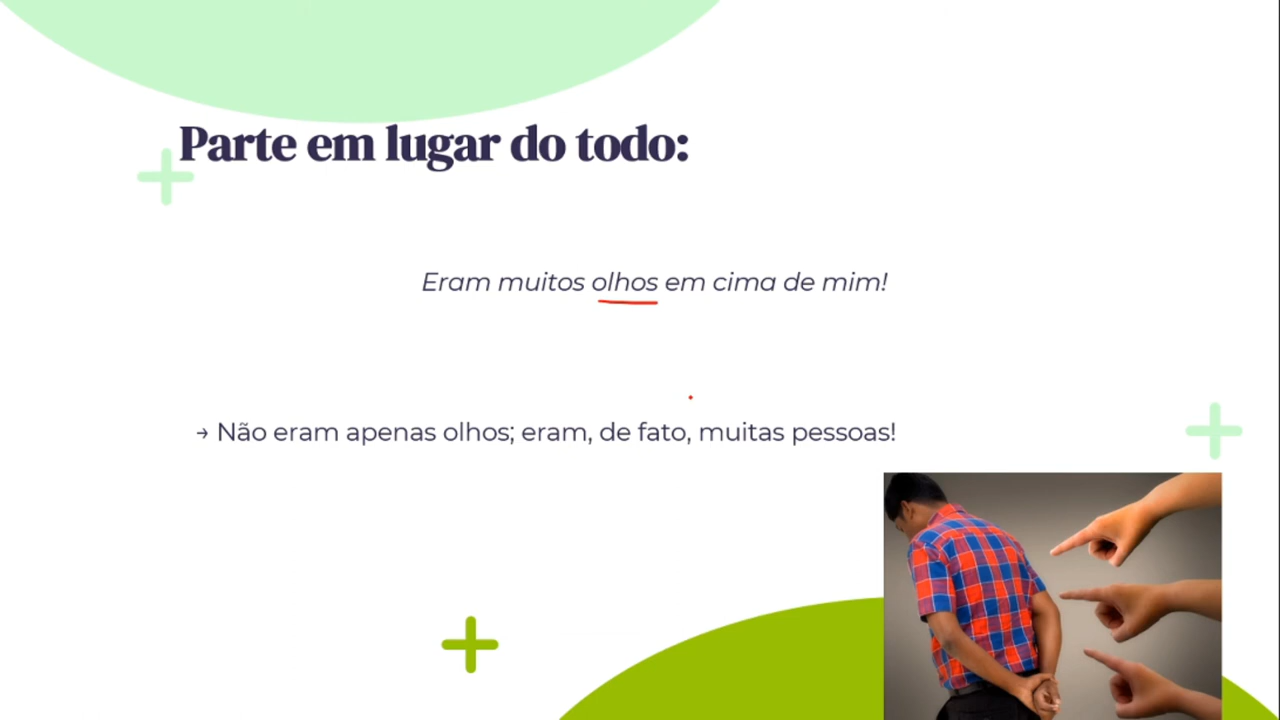 Parte em lugar do todo:
Eram muitos olhos em cima de mim!
→ Não eram apenas olhos; eram, de fato, muitas pessoas!